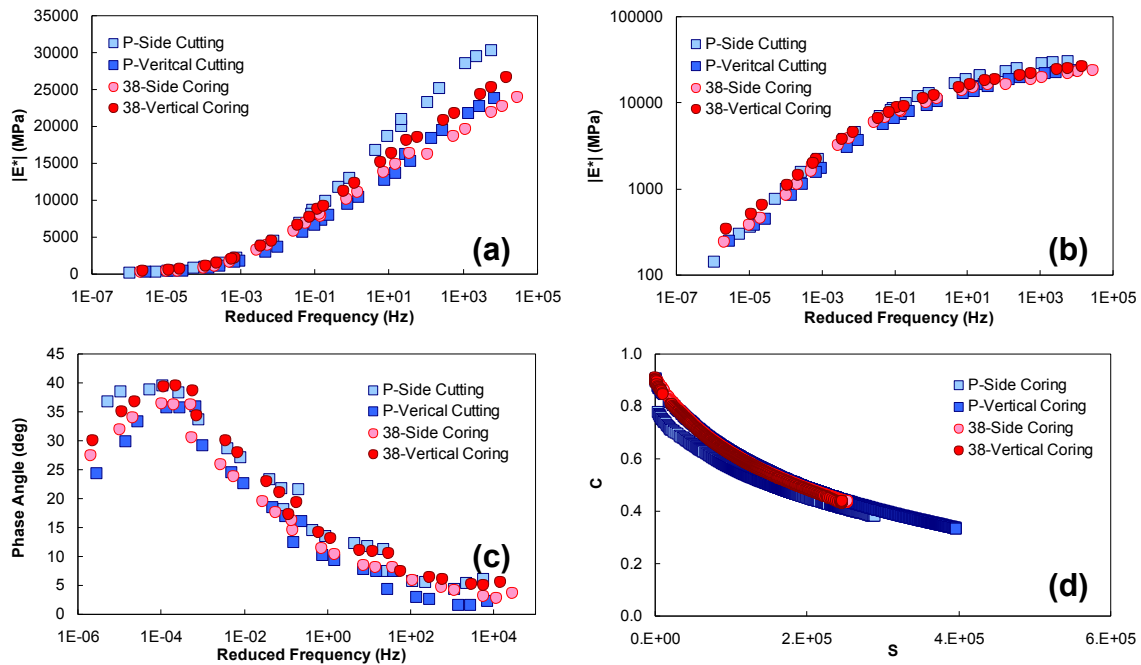 35000
30000
25000
20000
15000
10000
5000
0
|E*| (MPa)
P-Side Cutting
P-Veritcal Cutting
38-Side Coring
38-Vertical Coring
(a)
1E-07 1E-05 1E-03 1E-01 1E+01 1E+03 1E+05
Reduced Frequency (Hz)
100000
10000
1000
100
|E*| (MPa)
P-Side Cutting
P-Veritcal Cutting
38-Side Coring
38-Vertical Coring
(b)
1E-07 1E-05 1E-03 1E-01 1E+01 1E+03 1E+05
Reduced Frequency (Hz)
45
40
35
30
25
20
15
10
5
0
Phase Angle (deg)
P-Side Cutting
P-Verical Cutting
38-Side Coring
38-Vertical Coring
(c)
1E-06 1E-04 1E-02 1E+00 1E+02 1E+04
Reduced Frequency (Hz)
1.0
0.8
0.6
0.4
0.2
0.0
C
P-Side Coring
P-Vertical Coring
38-Side Coring
38-Vertical Coring
(d)
0.E+00 2.E+05 4.E+05 6.E+05
S